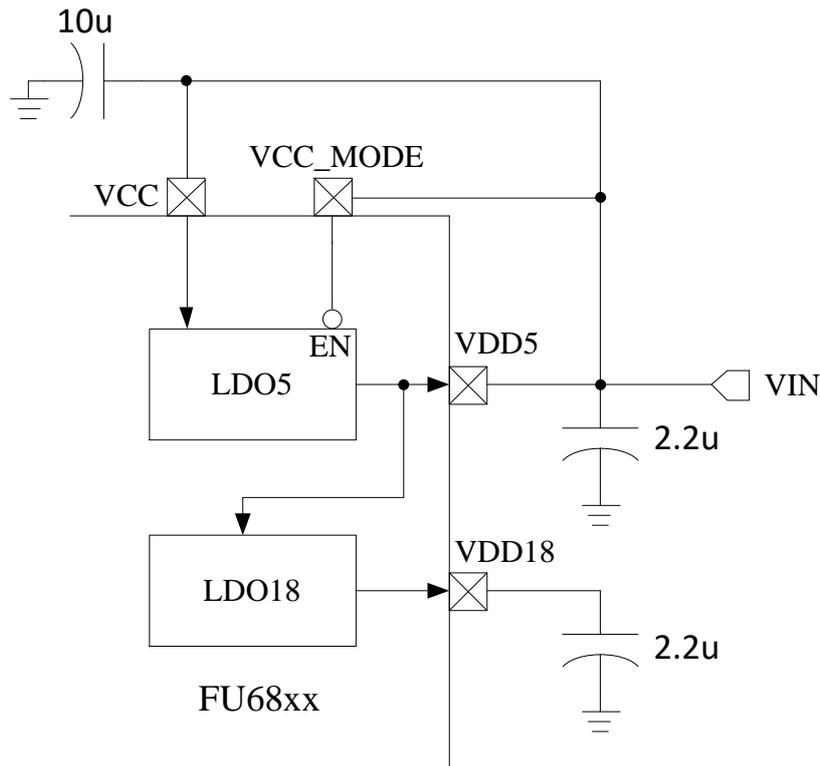 10u
VCC_MODE
VCC
EN
LDO5
VDD5
VIN
2.2u
VDD18
LDO18
2.2u
FU68xx